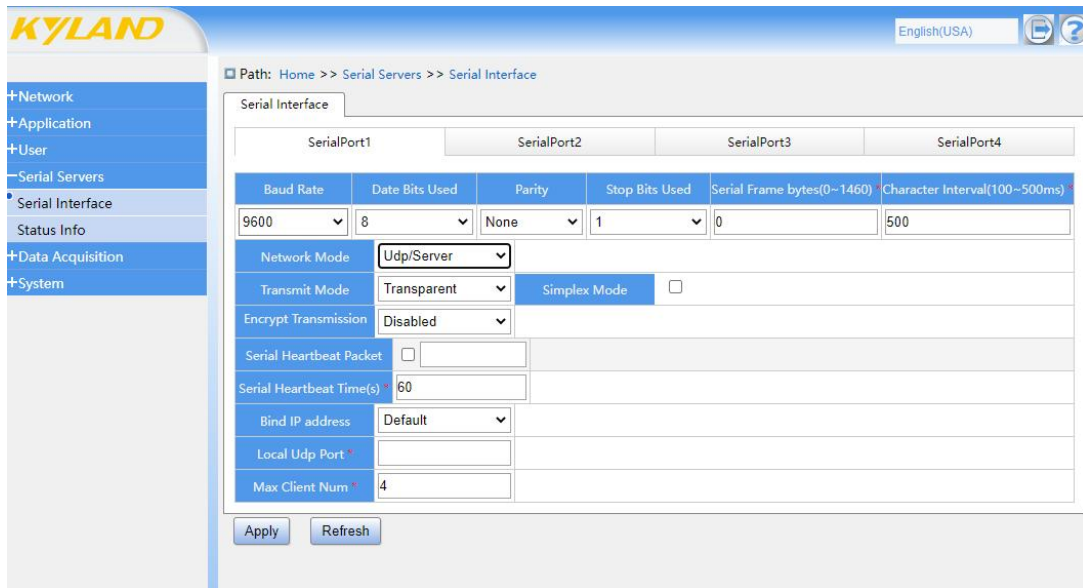 KYLAND
English(USA)
Path: Home >> Serial Servers >> Serial Interface
+Network
+Application
+User
−Serial Servers
Serial Interface
Status Info
+Data Acquisition
+System
Serial Interface
SerialPort1 SerialPort2 SerialPort3 SerialPort4
Baud Rate Date Bits Used Parity Stop Bits Used Serial Frame bytes(0~1460) * Character Interval(100~500ms) *
9600 8 None 1 0 500
Network Mode Udp/Server
Transmit Mode Transparent Simplex Mode
Encrypt Transmission Disabled
Serial Heartbeat Packet
Serial Heartbeat Time(s) * 60
Bind IP address Default
Local Udp Port *
Max Client Num * 4
Apply Refresh